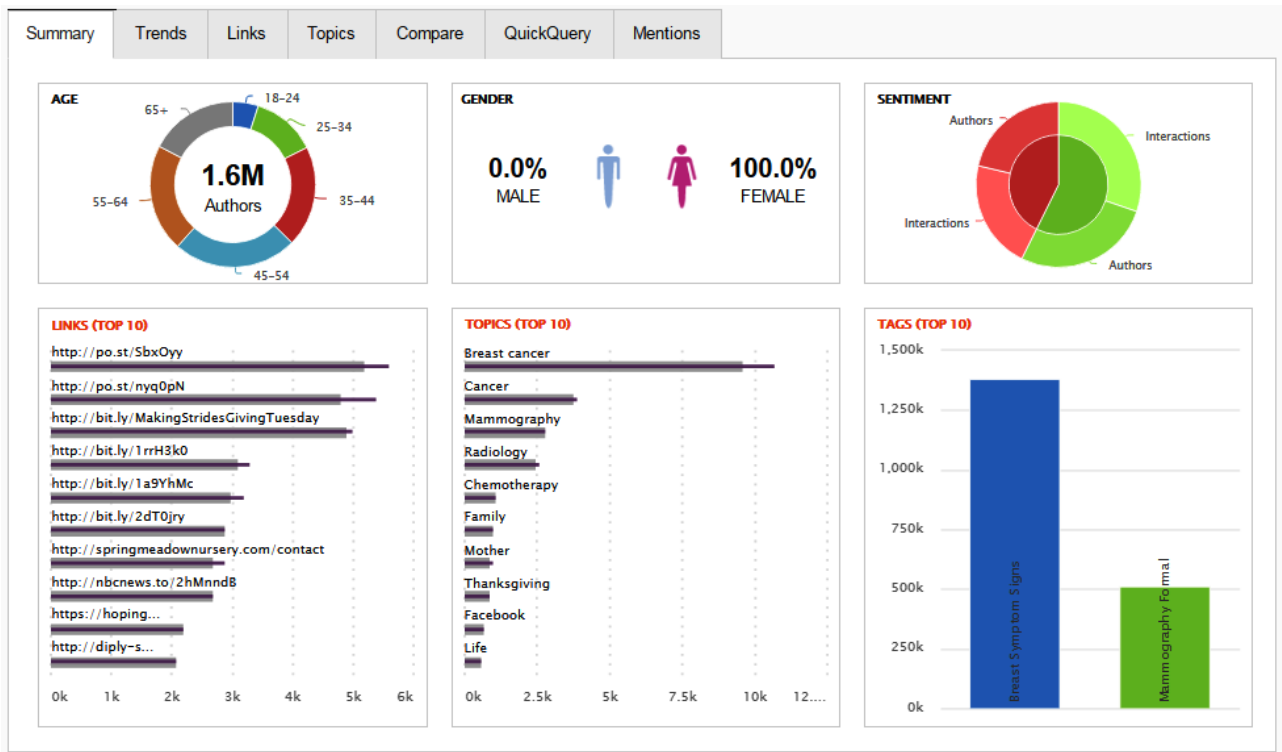 Summary Trends Links Topics Compare QuickQuery Mentions
AGE
18-24
25-34
35-44
45-54
55-64
65+
1.6M
Authors
GENDER
0.0%
MALE
100.0%
FEMALE
SENTIMENT
Authors
Interactions
Interactions
Authors
LINKS (TOP 10)
http://po.st/SbxOyy
http://po.st/nyq0pN
http://bit.ly/MakingStridesGivingTuesday
http://bit.ly/1rrH3k0
http://bit.ly/1a9YhMc
http://bit.ly/2dT0jry
http://springmeadownursery.com/contact
http://nbcnews.to/2hMnndB
https://hoping...
http://diply-s...
0k 1k 2k 3k 4k 5k 6k
TOPICS (TOP 10)
Breast cancer
Cancer
Mammography
Radiology
Chemotherapy
Family
Mother
Thanksgiving
Facebook
Life
0k 2.5k 5k 7.5k 10k 12....
TAGS (TOP 10)
1,500k
1,250k
1,000k
750k
500k
250k
0k
Breast Symptom Signs
Mammography Formal